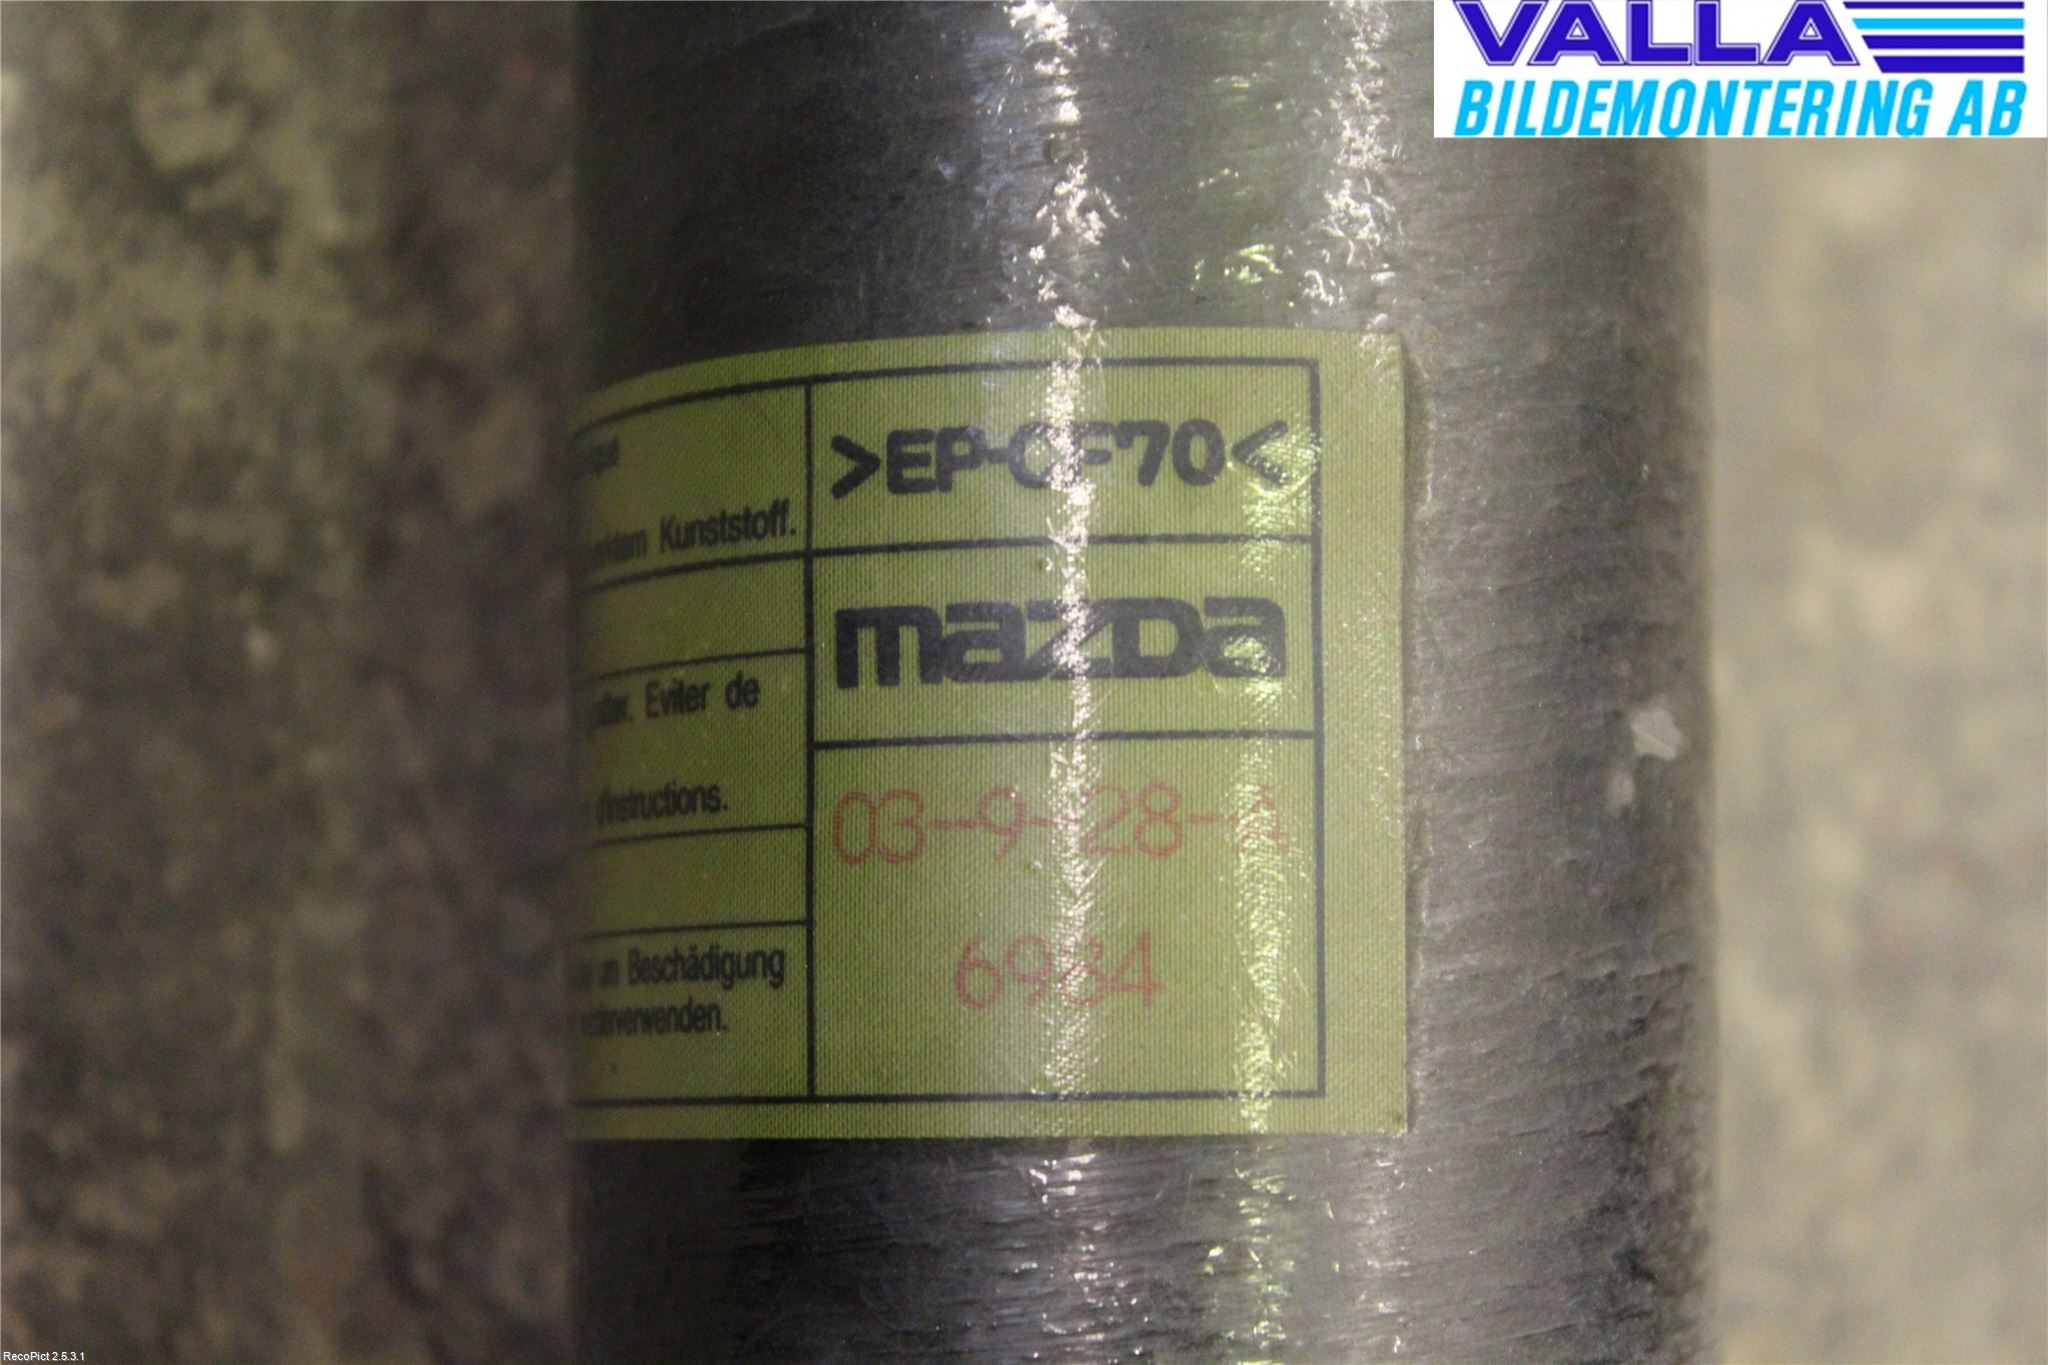 VALLA
BILDEMONTERING AB
Kunststoff.
Eviter de
d'instructions.
Beschädigung
>EP-CF70<
mazda
03-9-28-
6984
RecoPict 2.5.3.1